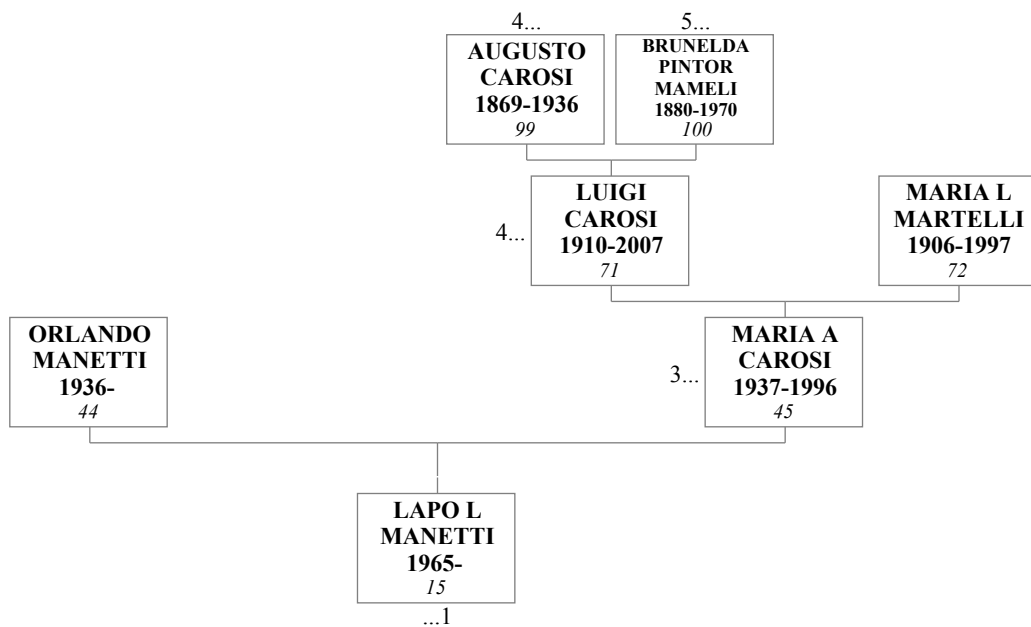 4...
AUGUSTO
CAROSI
1869-1936
99
5...
BRUNELDA
PINTOR
MAMELI
1880-1970
100
4...
LUIGI
CAROSI
1910-2007
71
MARIA L
MARTELLI
1906-1997
72
ORLANDO
MANETTI
1936-
44
3...
MARIA A
CAROSI
1937-1996
45
LAPO L
MANETTI
1965-
15
...1